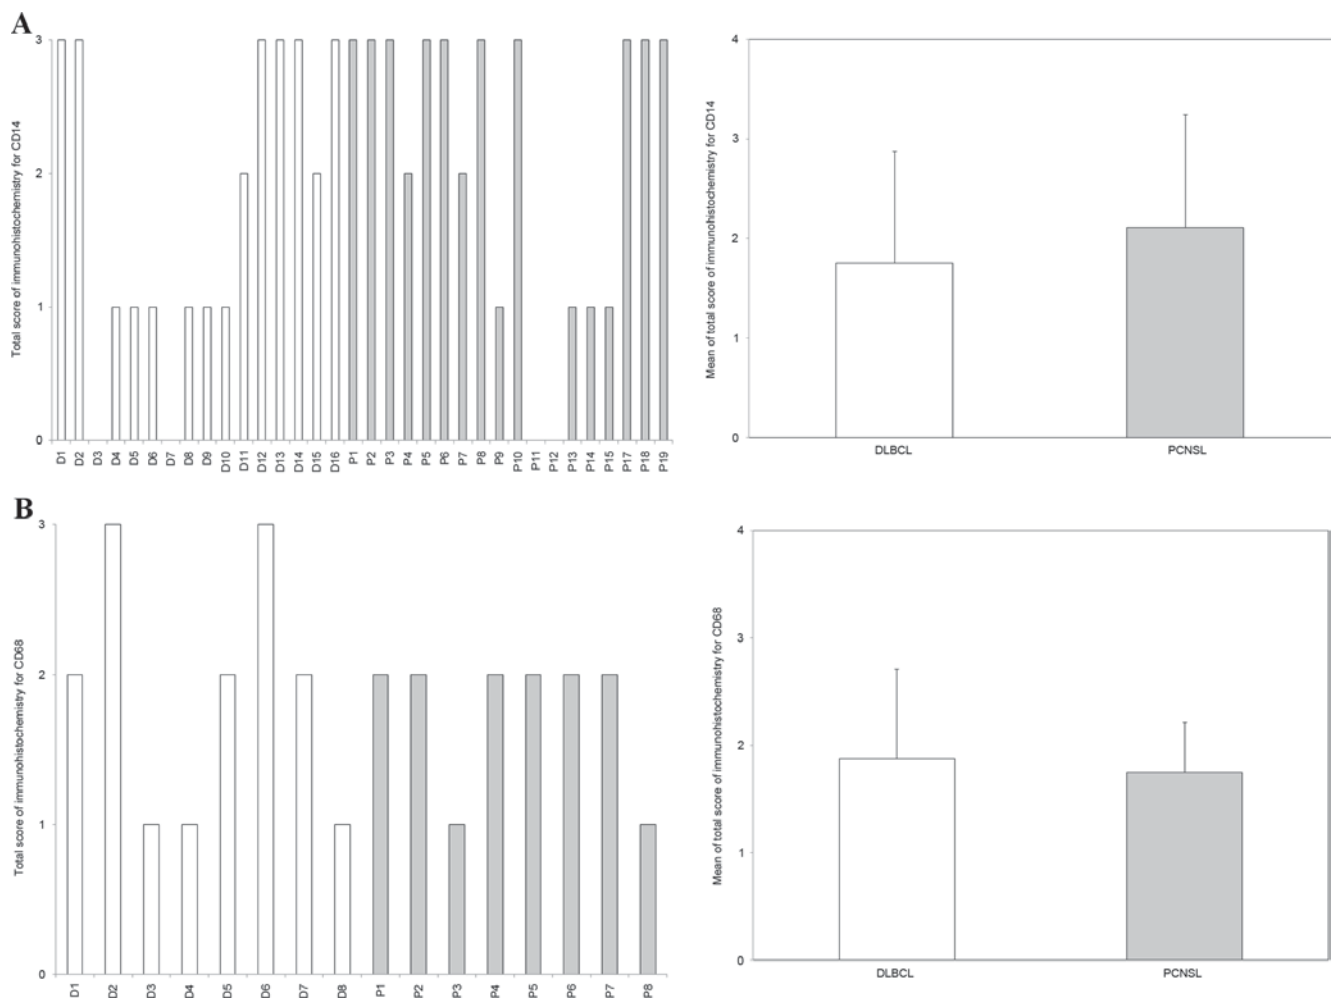 A
Total score of immunohistochemistry for CD14
3
2
1
0
D1 D2 D3 D4 D5 D6 D7 D8 D9 D10 D11 D12 D13 D14 D15 D16 P1 P2 P3 P4 P5 P6 P7 P8 P9 P10 P11 P12 P13 P14 P15 P17 P18 P19
Mean of total score of immunohistochemistry for CD14
4
3
2
1
0
DLBCL PCNSL
B
Total score of immunohistochemistry for CD68
3
2
1
0
D1 D2 D3 D4 D5 D6 D7 D8 P1 P2 P3 P4 P5 P6 P7 P8
Mean of total score of immunohistochemistry for CD68
4
3
2
1
0
DLBCL PCNSL